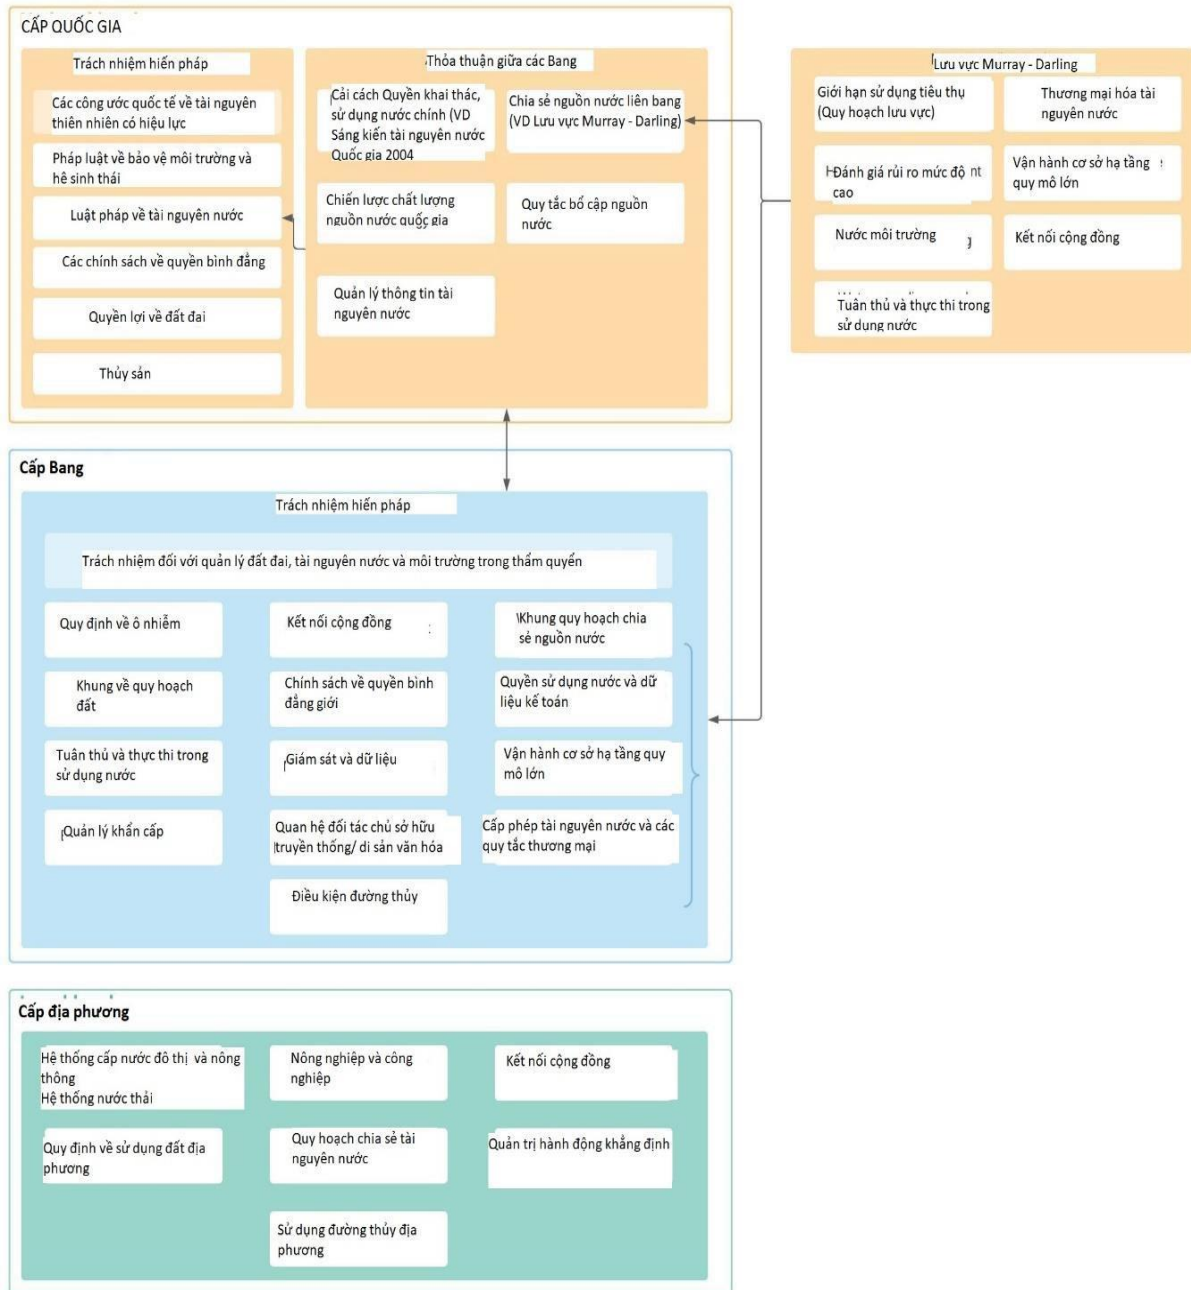 CẤP QUỐC GIA
Trách nhiệm hiến pháp
Các công ước quốc tế về tài nguyên
thiên nhiên có hiệu lực
Pháp luật về bảo vệ môi trường và
hê sinh thái
Luật pháp về tài nguyên nước
Các chính sách về quyền bình đẳng
Quyền lợi về đất đai
Thủy sản
Thỏa thuận giữa các Bang
Cải cách Quyền khai thác,
sử dụng nước chính (VD
Sáng kiến tài nguyên nước
Quốc gia 2004
Chia sẻ nguồn nước liên bang
(VD Lưu vực Murray - Darling)
Chiến lược chất lượng
nguồn nước quốc gia
Quy tắc bổ cập nguồn
nước
Quản lý thông tin tài
nguyên nước
Lưu vực Murray - Darling
Giới hạn sử dụng tiêu thụ
(Quy hoạch lưu vực)
Thương mại hóa tài
nguyên nước
Đánh giá rủi ro mức độ nt
cao
Vận hành cơ sở hạ tầng
quy mô lớn
Nước môi trường
Kết nối cộng đồng
Tuân thủ và thực thi trong
sử dụng nước
Cấp Bang
Trách nhiệm hiến pháp
Trách nhiệm đối với quản lý đất đai, tài nguyên nước và môi trường trong thẩm quyền
Quy định về ô nhiễm
Kết nối cộng đồng
Khung quy hoạch chia
sẻ nguồn nước
Khung về quy hoạch
đất
Chính sách về quyền bình
đẳng giới
Quyền sử dụng nước và dữ
liệu kế toán
Tuân thủ và thực thi trong
sử dụng nước
Giám sát và dữ liệu
Vận hành cơ sở hạ tầng quy
mô lớn
Quản lý khẩn cấp
Quan hệ đối tác chủ sở hữu
truyền thống/ di sản văn hóa
Cấp phép tài nguyên nước và các
quy tắc thương mại
Điều kiện đường thủy
Cấp địa phương
Hệ thống cấp nước đô thị và nông
thông
Hệ thống nước thải
Nông nghiệp và công
nghiệp
Kết nối cộng đồng
Quy định về sử dụng đất địa
phương
Quy hoạch chia sẻ tài
nguyên nước
Quản trị hành động khẳng định
Sử dụng đường thủy địa
phương